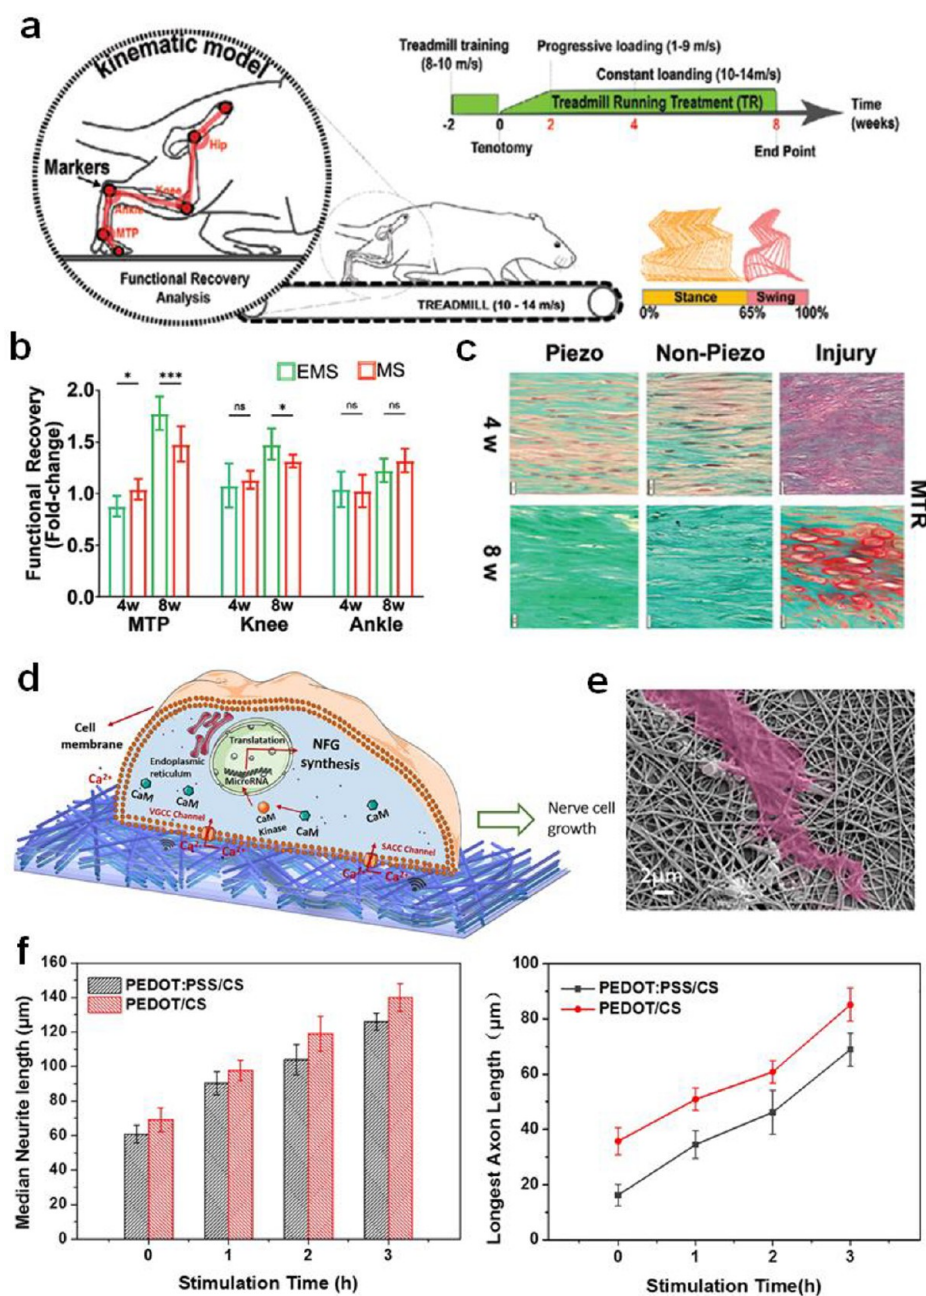 a
kinematic model
Markers
Hip
Knee
Ankle
MTP
Functional Recovery
Analysis
Treadmill training
(8-10 m/s)
Progressive loading (1-9 m/s)
Constant loanding (10-14m/s)
Treadmill Running Treatment (TR)
Time
(weeks)
-2 0 2 4 8
Tenotomy
End Point
TREADMILL (10 - 14 m/s)
Stance Swing
0% 65% 100%
b
EMS MS
Functional Recovery
(Fold-change)
2.0
1.5
1.0
0.5
0.0
* *** ns * ns ns
4w 8w 4w 8w 4w 8w
MTP Knee Ankle
c
Piezo Non-Piezo Injury
4 w
8 w
MTR
d
Cell
membrane
Ca²⁺
Endoplasmic
reticulum
Translatation
MicroRNA
NFG
synthesis
CaM CaM CaM CaM
CaM
Kinase
VGCC Channel
SACC Channel
Ca²⁺ Ca²⁺
Ca²⁺ Ca²⁺
Nerve cell
growth
e
2μm
f
PEDOT:PSS/CS
PEDOT/CS
Median Neurite length (μm)
160
140
120
100
80
60
40
20
0
0 1 2 3
Stimulation Time (h)
PEDOT:PSS/CS
PEDOT/CS
Longest Axon Length (μm)
100
80
60
40
20
0
0 1 2 3
Stimulation Time(h)